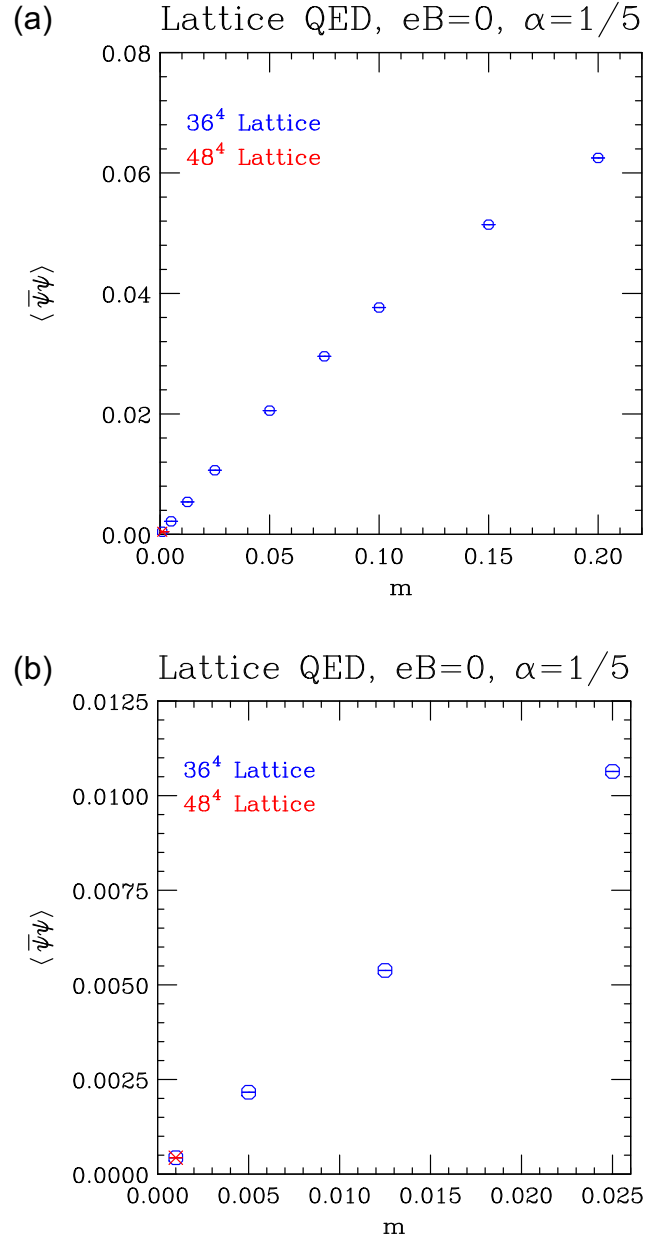 (a) Lattice QED, eB=0, α=1/5
0.08
36⁴ Lattice
48⁴ Lattice
0.06
⟨ψ̅ψ⟩
0.04
0.02
0.00
0.00 0.05 0.10 0.15 0.20
m
(b) Lattice QED, eB=0, α=1/5
0.0125
36⁴ Lattice
48⁴ Lattice
0.0100
0.0075
⟨ψ̅ψ⟩
0.0050
0.0025
0.0000
0.000 0.005 0.010 0.015 0.020 0.025
m